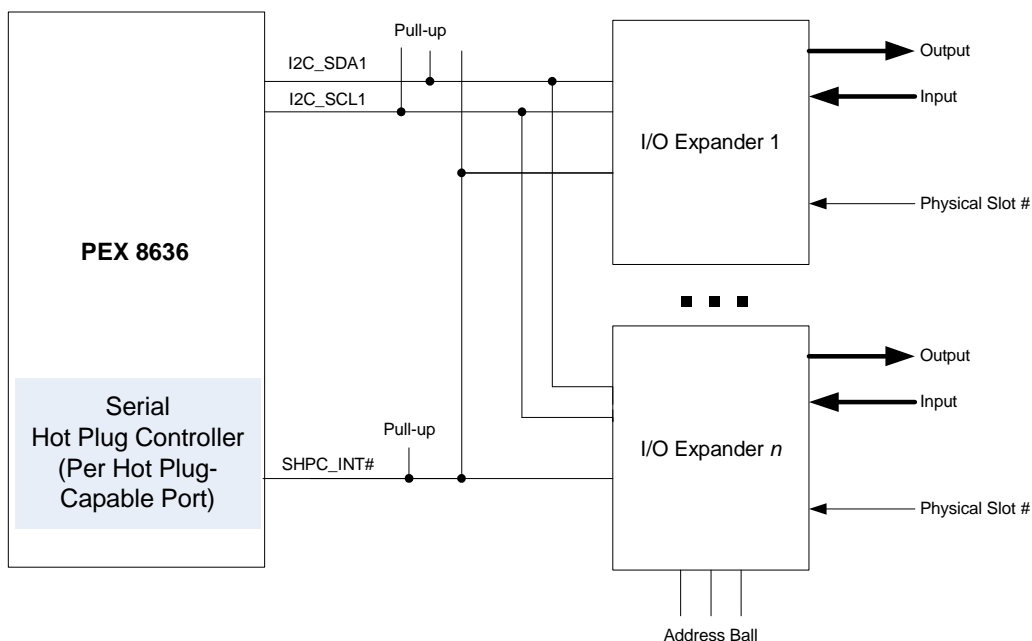 Pull-up
I2C_SDA1
I2C_SCL1
Output
Input
I/O Expander 1
Physical Slot #
PEX 8636
Output
Input
Serial
Hot Plug Controller
(Per Hot Plug-
Capable Port)
Pull-up
SHPC_INT#
I/O Expander n
Physical Slot #
Address Ball